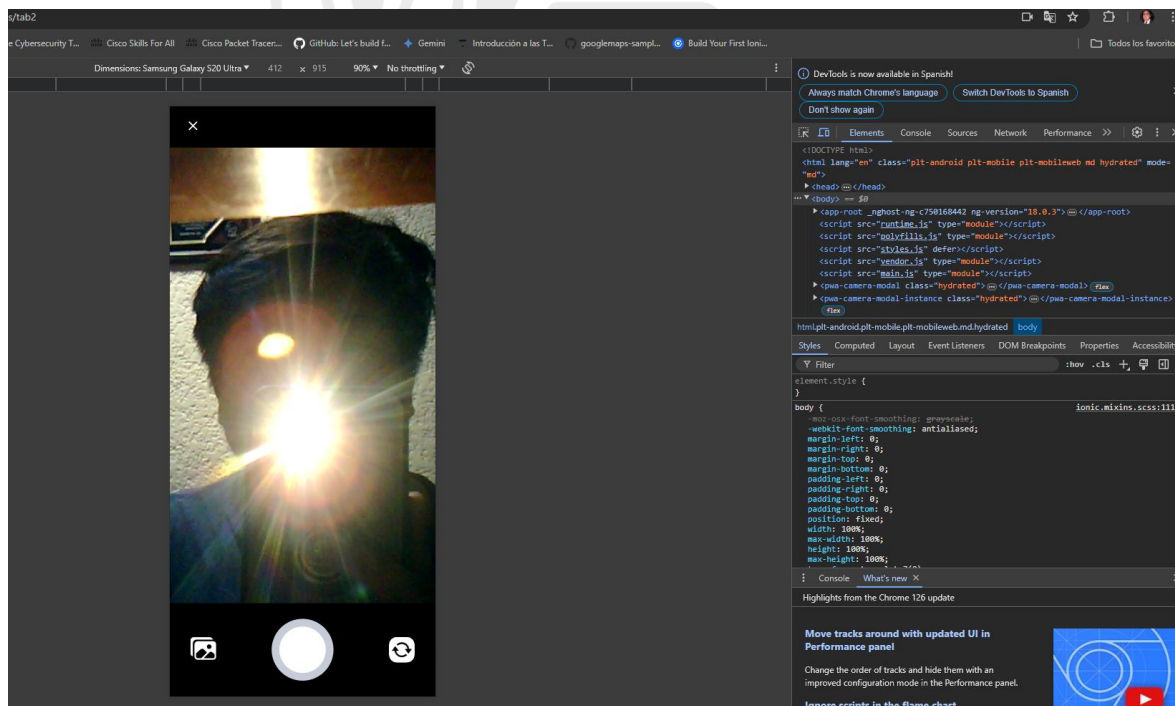 s/tab2
e Cybersecurity T... Cisco Skills For All Cisco Packet Tracer:... GitHub: Let's build f... Gemini Introducción a las T... googlemaps-sampl... Build Your First Ioni... Todos los favorito
Dimensions: Samsung Galaxy S20 Ultra ▼ 412 x 915 90% ▼ No throttling ▼
DevTools is now available in Spanish!
Always match Chrome's language Switch DevTools to Spanish
Don't show again
Elements Console Sources Network Performance
<!DOCTYPE html>
<html lang="en" class="plt-android plt-mobile plt-mobileweb md hydrated" mode=
"md">
▶ <head> ... </head>
... ▼ <body> == $0
▶ <app-root _nghost-ng-c750168442 ng-version="18.0.3"> ... </app-root>
<script src="runtime.js" type="module"></script>
<script src="polyfills.js" type="module"></script>
<script src="styles.js" defer></script>
<script src="vendor.js" type="module"></script>
<script src="main.js" type="module"></script>
▶ <pwa-camera-modal class="hydrated"> ... </pwa-camera-modal> flex
▶ <pwa-camera-modal-instance class="hydrated"> ... </pwa-camera-modal-instance>
flex
html.plt-android.plt-mobile.plt-mobileweb.md.hydrated body
Styles Computed Layout Event Listeners DOM Breakpoints Properties Accessibility
Filter :hov .cls
element.style {
}
body { ionic.mixins.scss:111
-moz-osx-font-smoothing: grayscale;
-webkit-font-smoothing: antialiased;
margin-left: 0;
margin-right: 0;
margin-top: 0;
margin-bottom: 0;
padding-left: 0;
padding-right: 0;
padding-top: 0;
padding-bottom: 0;
position: fixed;
width: 100%;
max-width: 100%;
height: 100%;
max-height: 100%;
Console What's new ×
Highlights from the Chrome 126 update
Move tracks around with updated UI in
Performance panel
Change the order of tracks and hide them with an
improved configuration mode in the Performance panel.
Ignore scripts in the flame chart